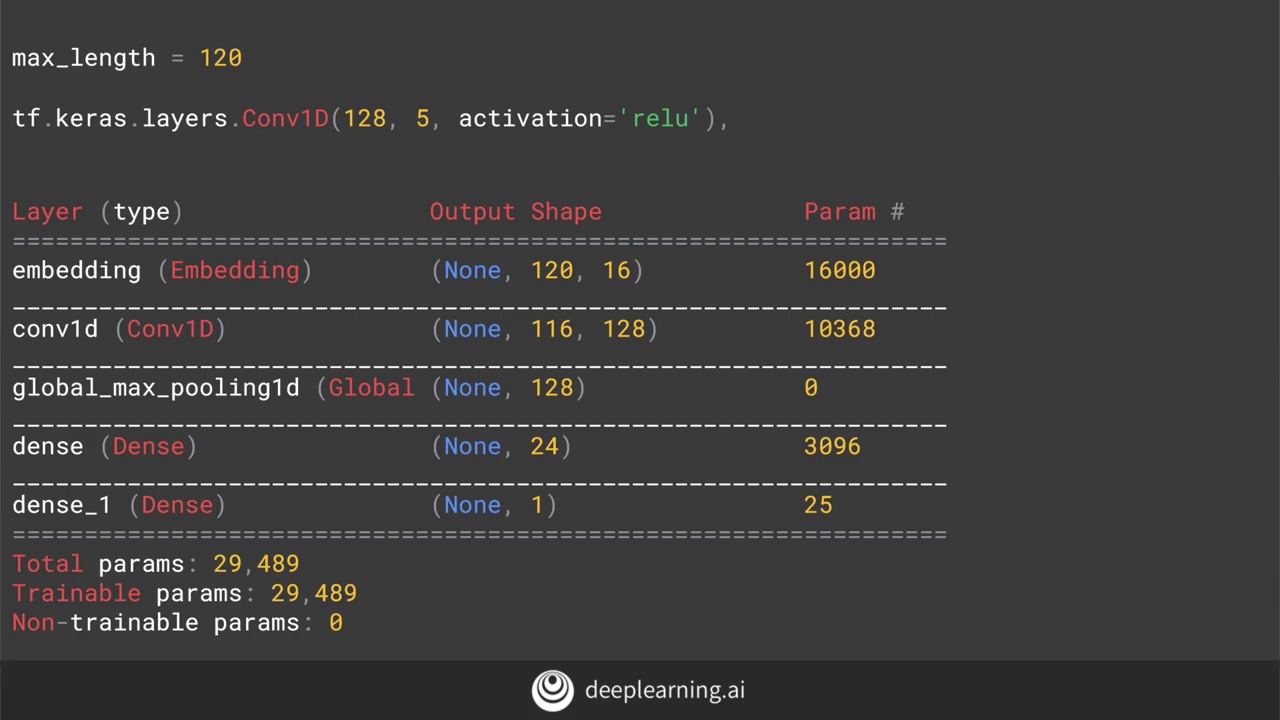 max_length = 120
tf.keras.layers.Conv1D(128, 5, activation='relu'),
Layer (type) Output Shape Param #
=================================================================
embedding (Embedding) (None, 120, 16) 16000
_________________________________________________________________
conv1d (Conv1D) (None, 116, 128) 10368
_________________________________________________________________
global_max_pooling1d (Global (None, 128) 0
_________________________________________________________________
dense (Dense) (None, 24) 3096
_________________________________________________________________
dense_1 (Dense) (None, 1) 25
=================================================================
Total params: 29,489
Trainable params: 29,489
Non-trainable params: 0
deeplearning.ai